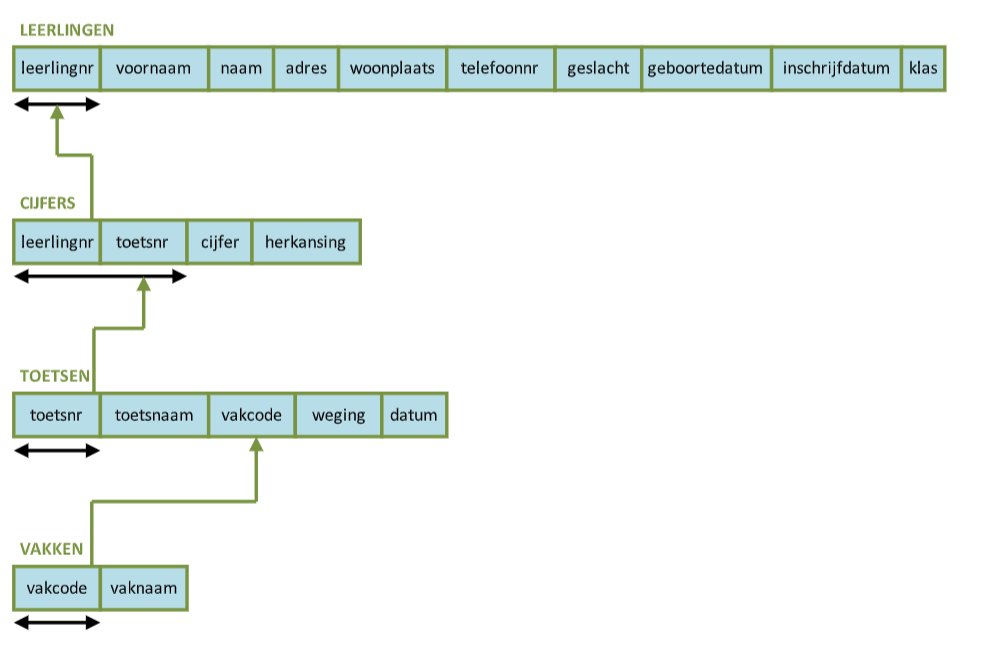 LEERLINGEN
leerlingnr voornaam naam adres woonplaats telefoonnr geslacht geboortedatum inschrijfdatum klas
CIJFERS
leerlingnr toetsnr cijfer herkansing
TOETSEN
toetsnr toetsnaam vakcode weging datum
VAKKEN
vakcode vaknaam